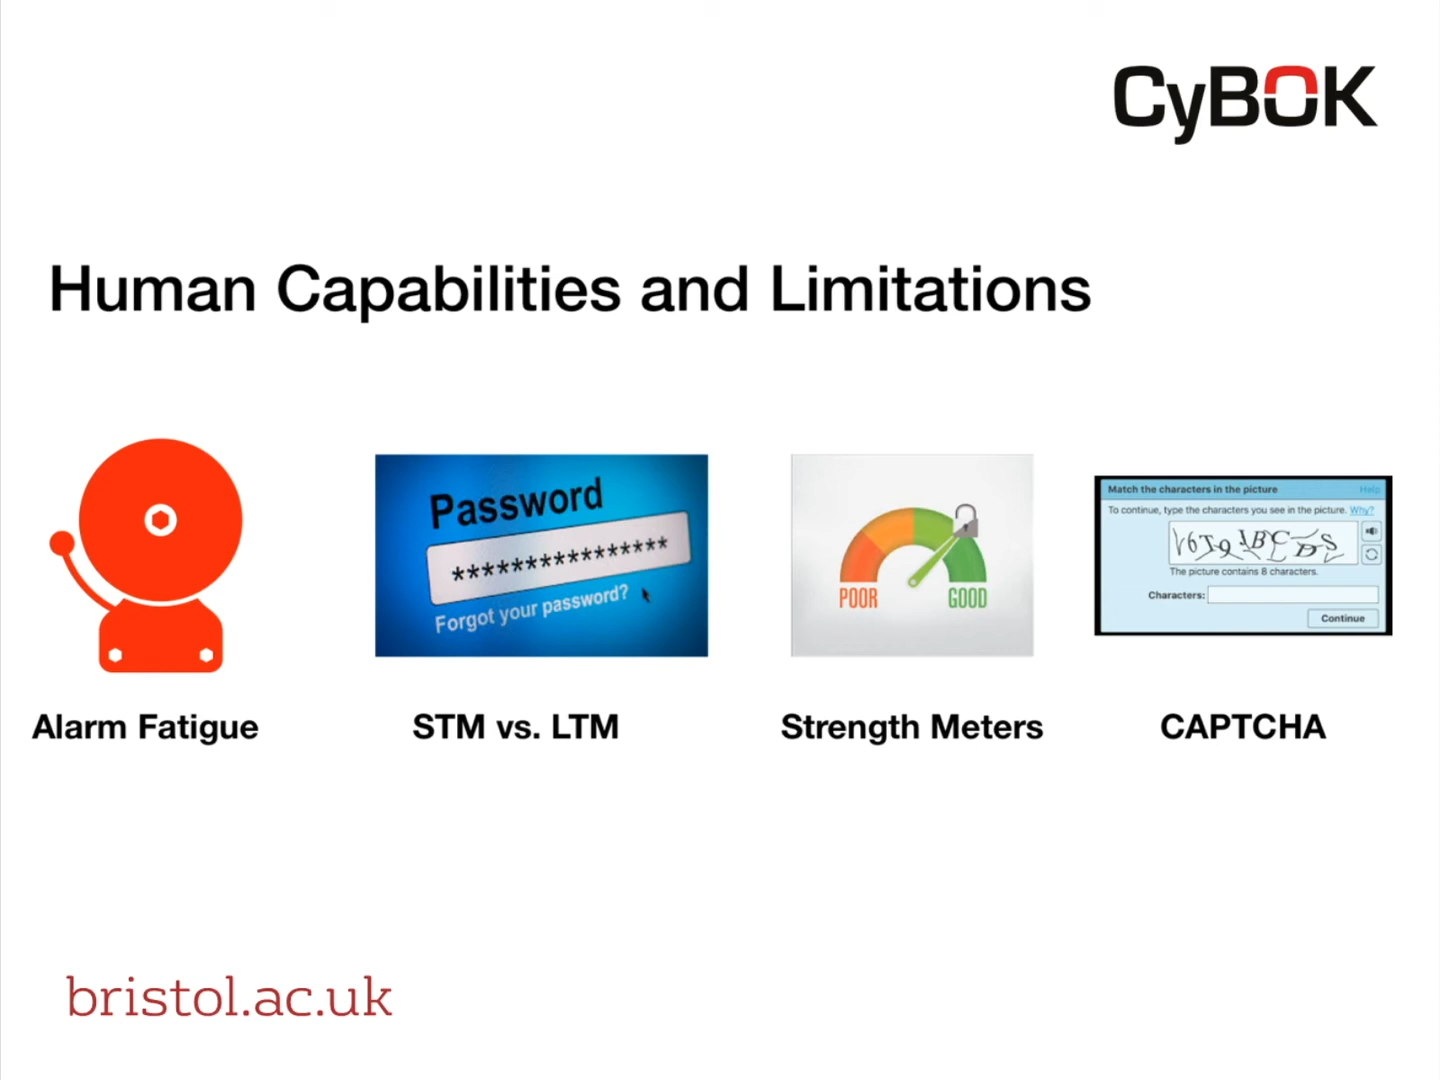 CyBOK
Human Capabilities and Limitations
Password
****************
Forgot your password?
POOR
GOOD
Match the characters in the picture
Help
To continue, type the characters you see in the picture. Why?
The picture contains 8 characters.
Characters:
Continue
Alarm Fatigue
STM vs. LTM
Strength Meters
CAPTCHA
bristol.ac.uk